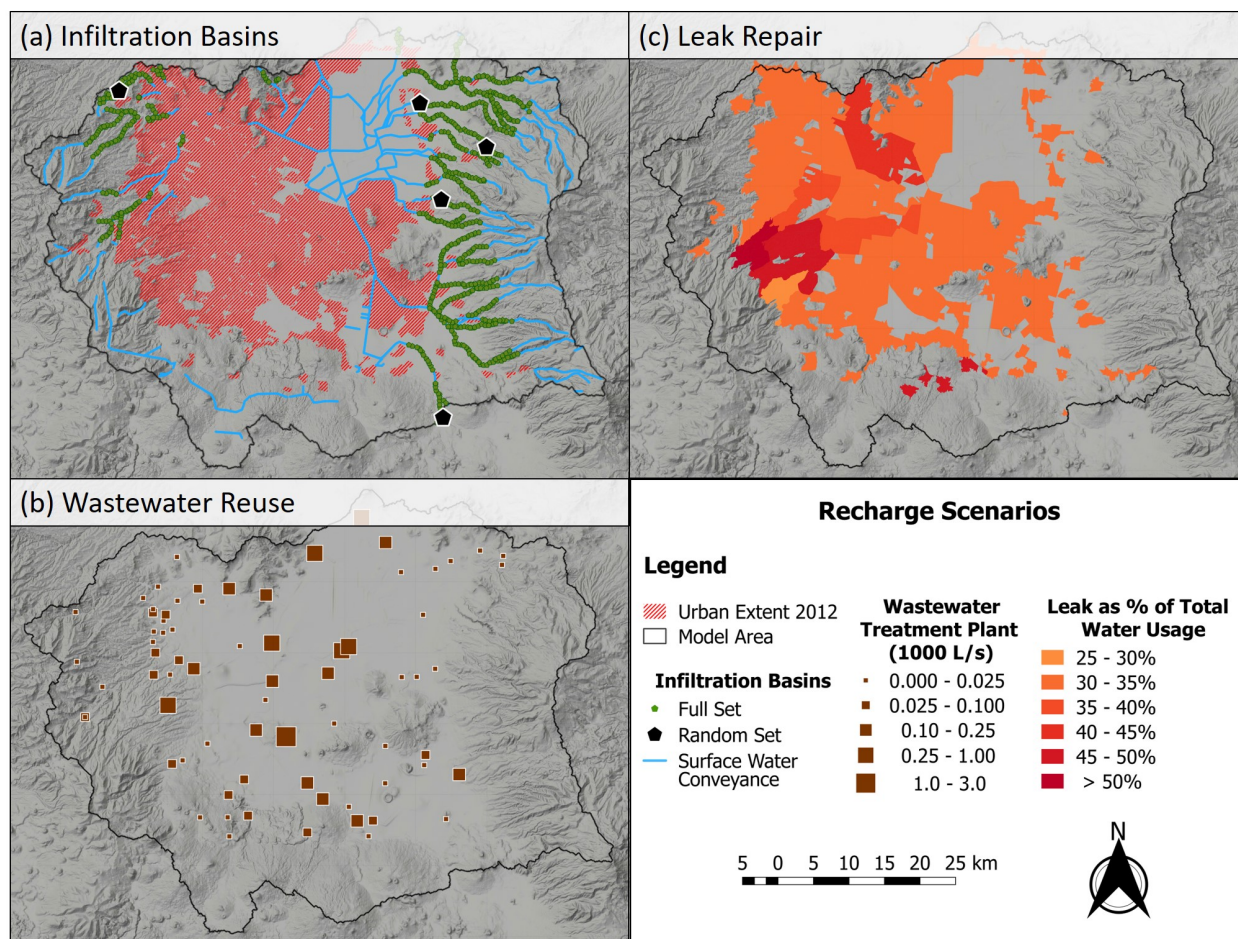 (a) Infiltration Basins
(c) Leak Repair
(b) Wastewater Reuse
Recharge Scenarios
Legend
Urban Extent 2012
Model Area
Infiltration Basins
Full Set
Random Set
Surface Water
Conveyance
Wastewater
Treatment Plant
(1000 L/s)
0.000 - 0.025
0.025 - 0.100
0.10 - 0.25
0.25 - 1.00
1.0 - 3.0
Leak as % of Total
Water Usage
25 - 30%
30 - 35%
35 - 40%
40 - 45%
45 - 50%
> 50%
5 0 5 10 15 20 25 km
N